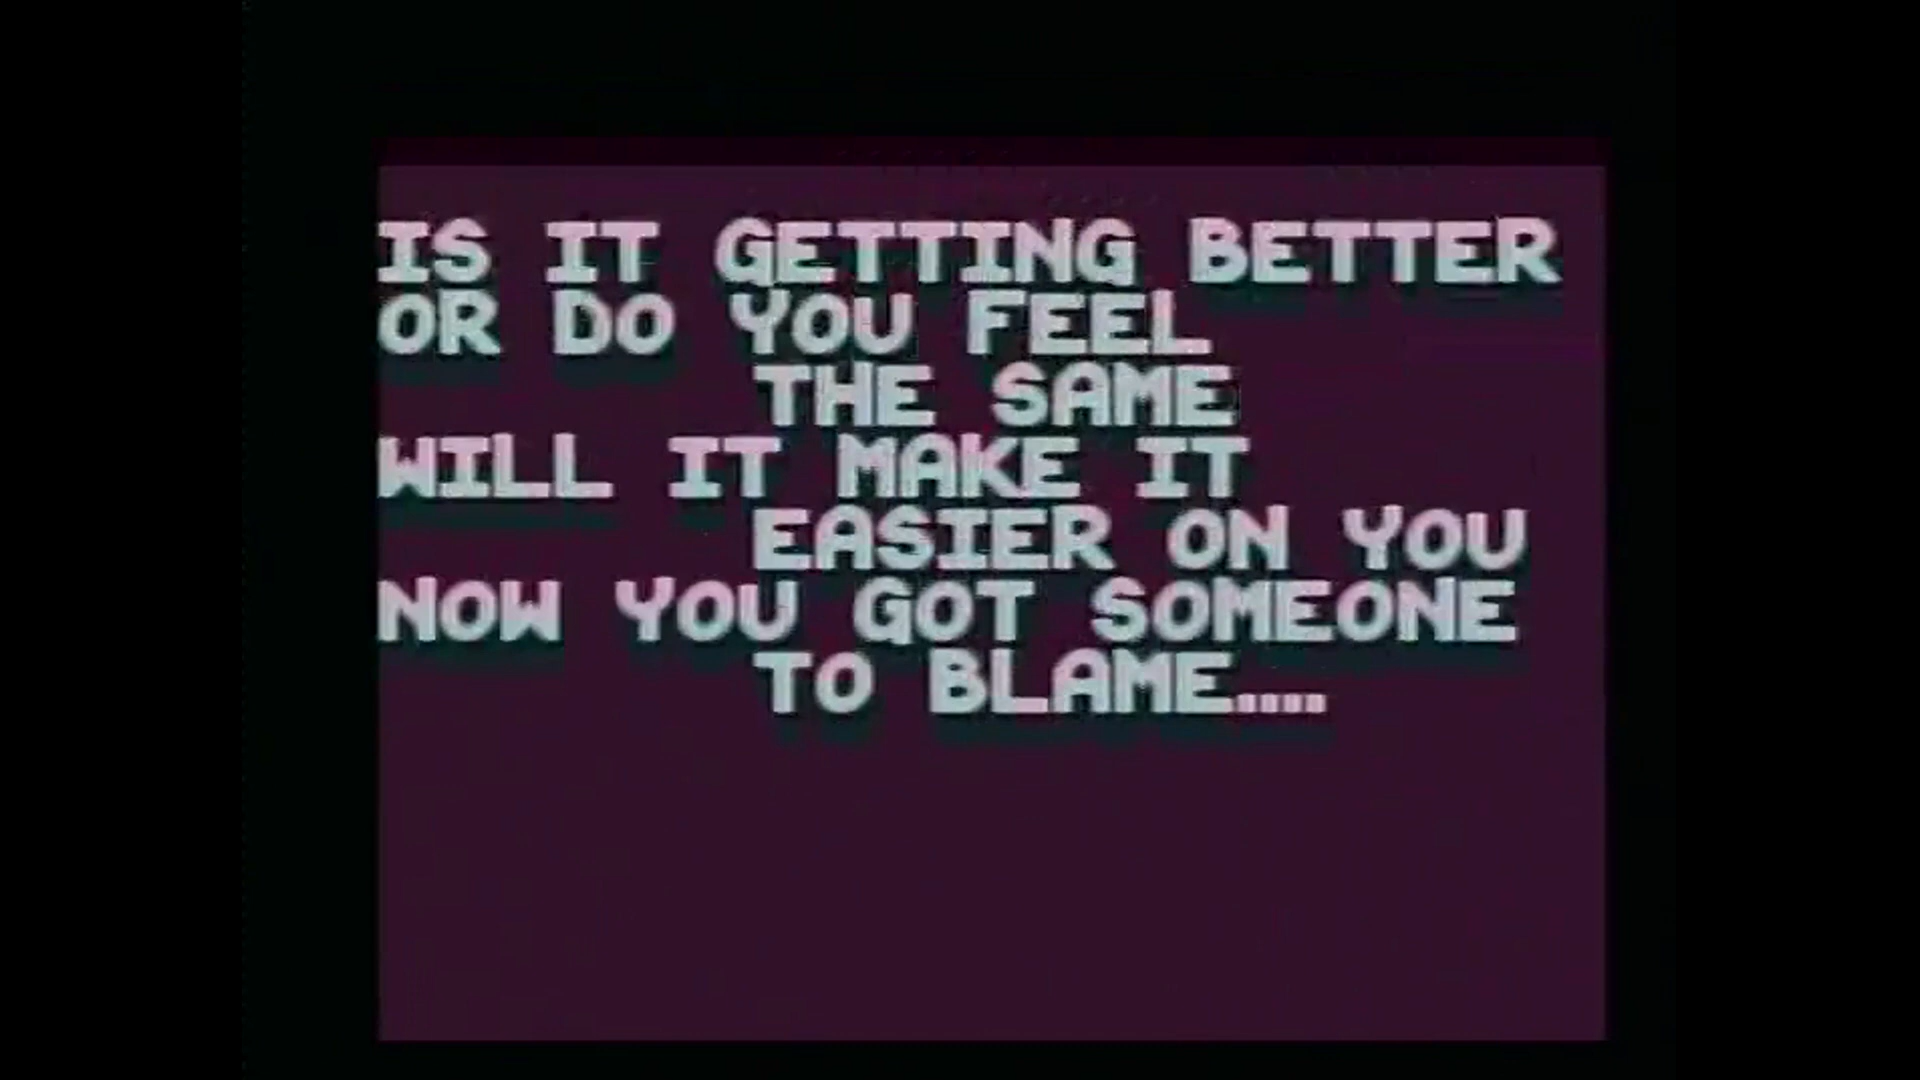 IS IT GETTING BETTER
OR DO YOU FEEL
THE SAME
WILL IT MAKE IT
EASIER ON YOU
NOW YOU GOT SOMEONE
TO BLAME....